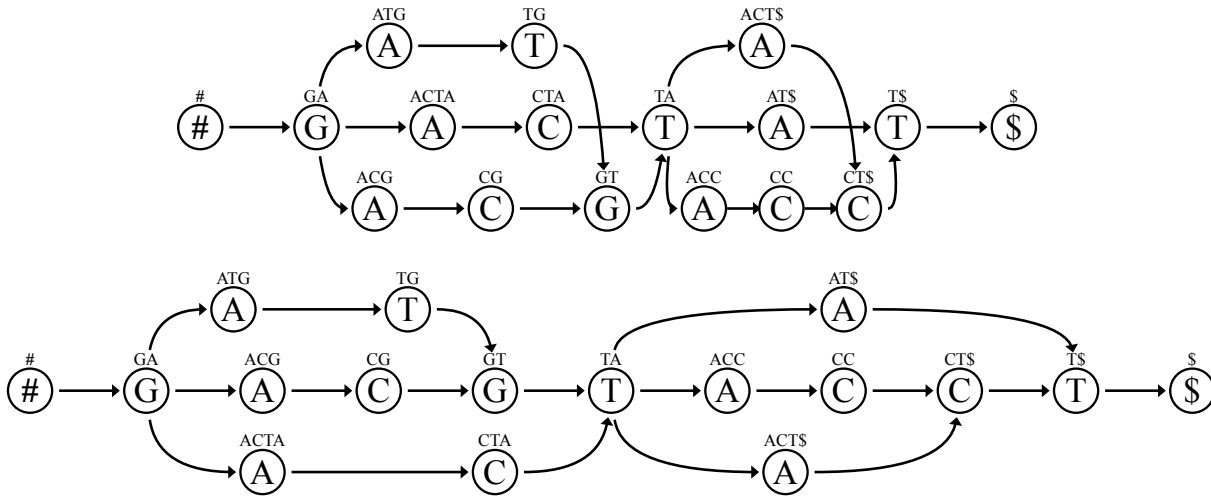 ATG TG ACT$
A T A
# GA ACTA CTA TA AT$ T$ $
# G A C T A T $
ACG CG GT ACC CC CT$
A C G A C C
ATG TG AT$
A T A
# GA ACG CG GT TA ACC CC CT$ T$ $
# G A C G T A C C T $
ACTA CTA ACT$
A C A